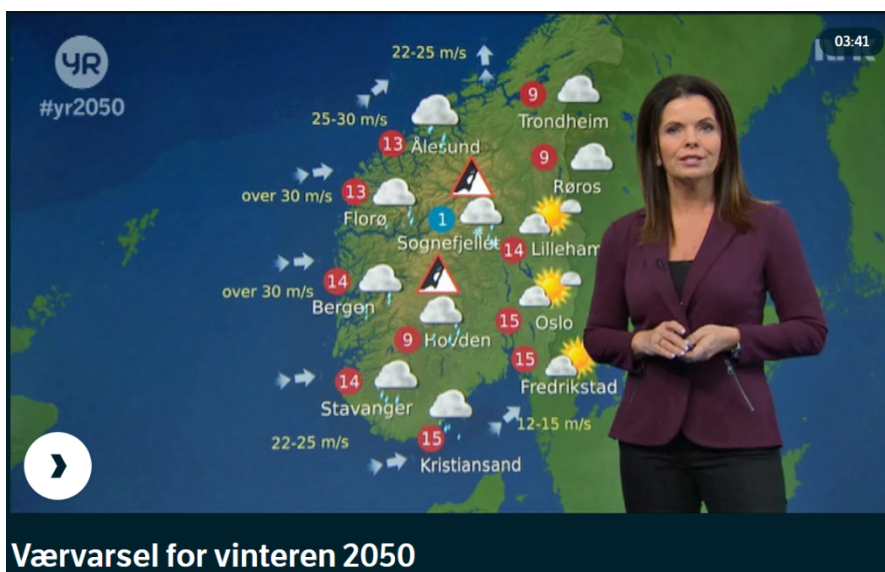 03:41
YR
NRK
#yr2050
22-25 m/s
25-30 m/s
9
Trondheim
13 Ålesund
9
Røros
over 30 m/s
13
Florø
1
Sognefjellet
14 Lilleham
over 30 m/s
14
Bergen
15 Oslo
9 Hovden
15
Fredrikstad
14
Stavanger
12-15 m/s
22-25 m/s
15
Kristiansand
Værvarsel for vinteren 2050